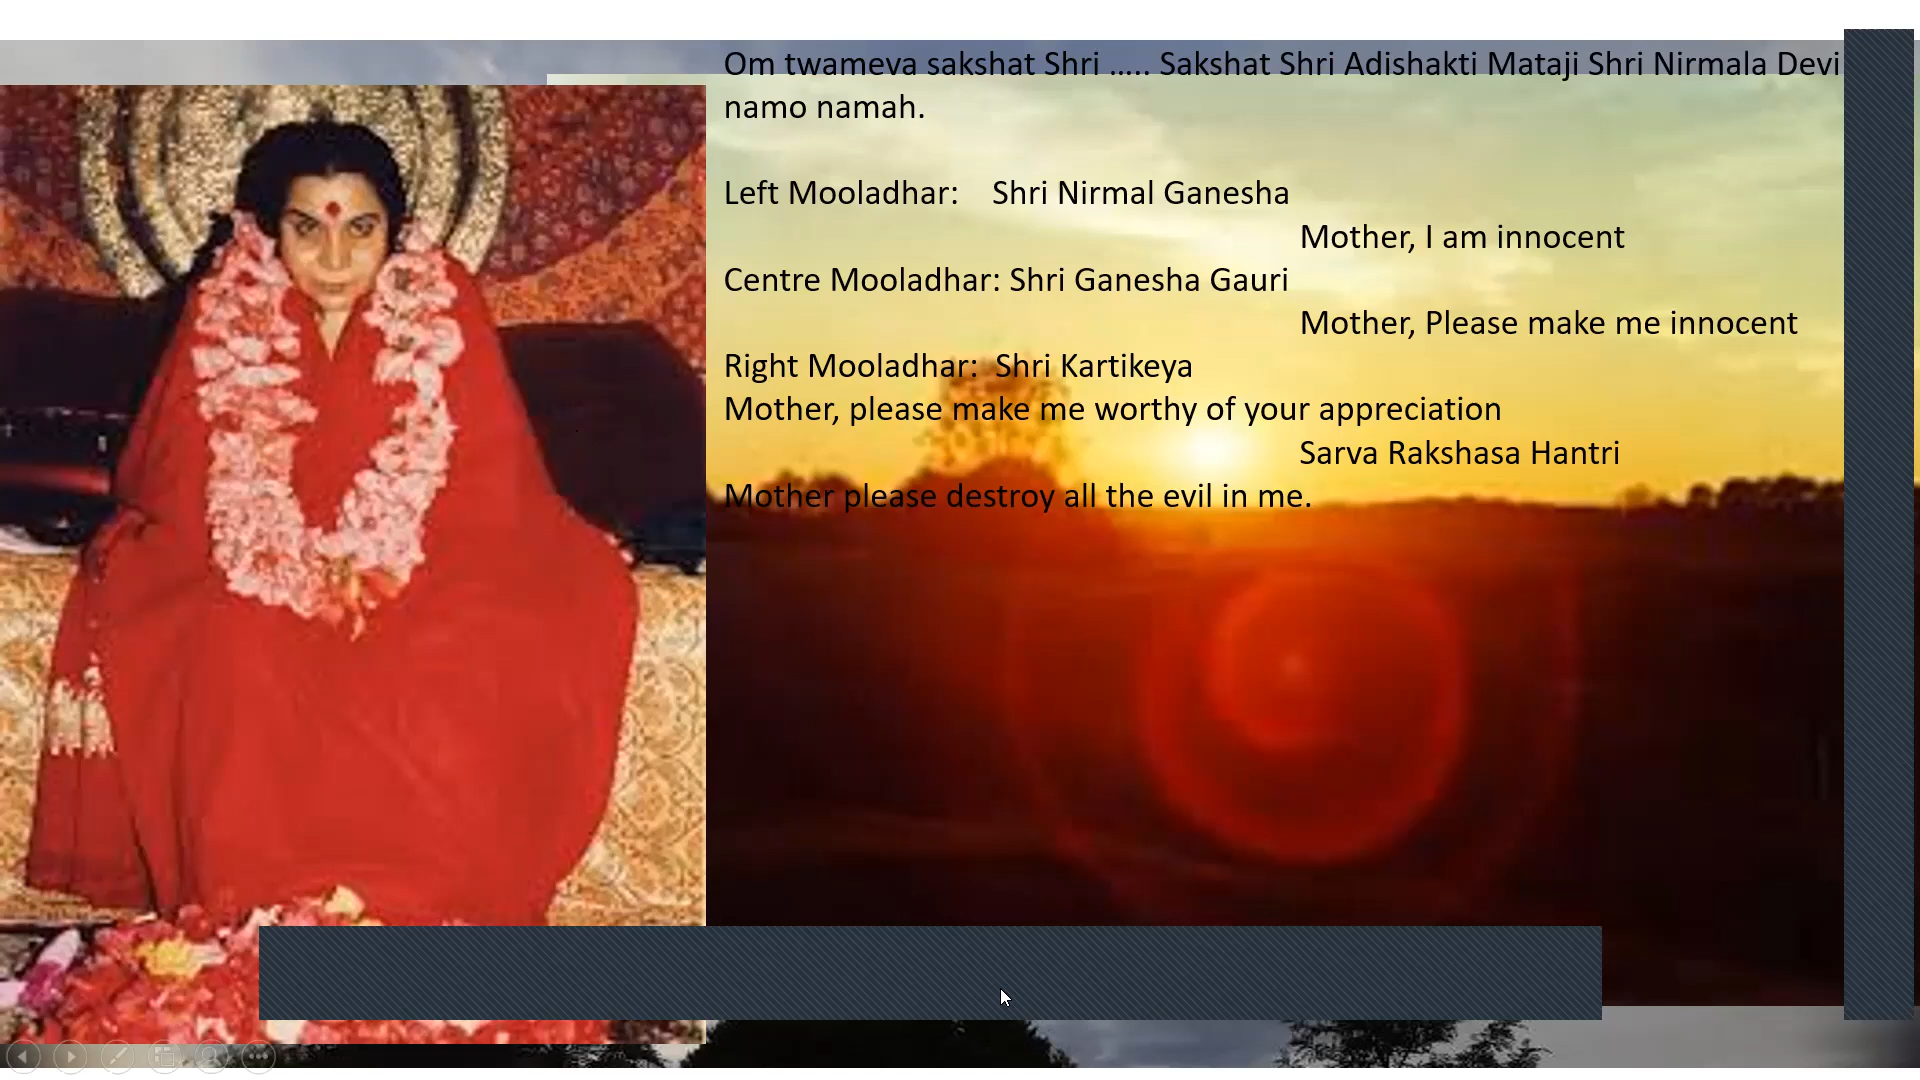 Om twameva sakshat Shri ..... Sakshat Shri Adishakti Mataji Shri Nirmala Devi
namo namah.
Left Mooladhar: Shri Nirmal Ganesha
Mother, I am innocent
Centre Mooladhar: Shri Ganesha Gauri
Mother, Please make me innocent
Right Mooladhar: Shri Kartikeya
Mother, please make me worthy of your appreciation
Sarva Rakshasa Hantri
Mother please destroy all the evil in me.